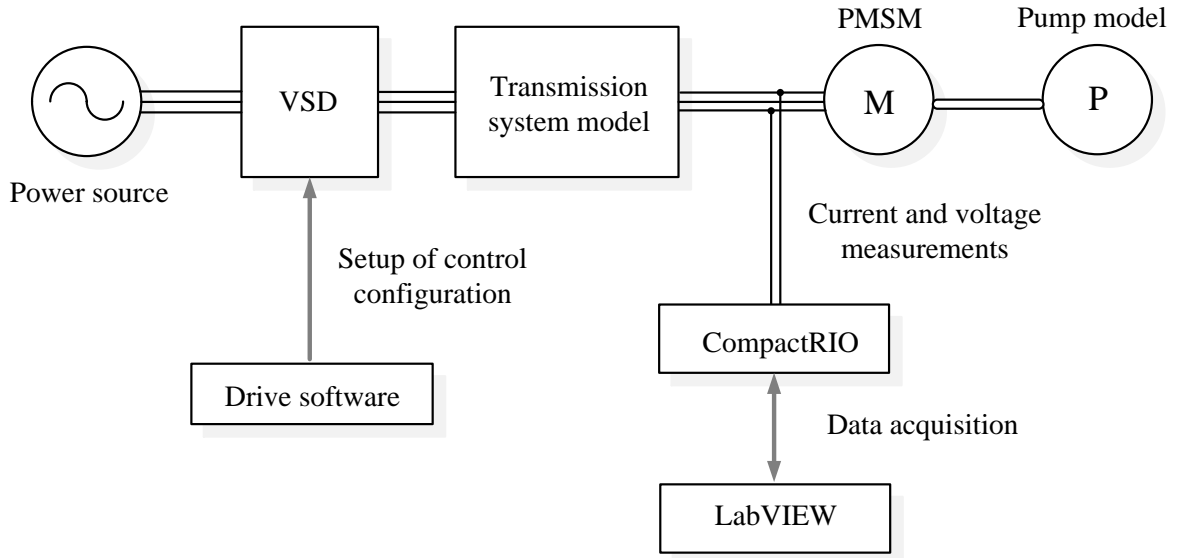 PMSM
Pump model
VSD
Transmission
system model
M
P
Power source
Current and voltage
measurements
Setup of control
configuration
CompactRIO
Drive software
Data acquisition
LabVIEW